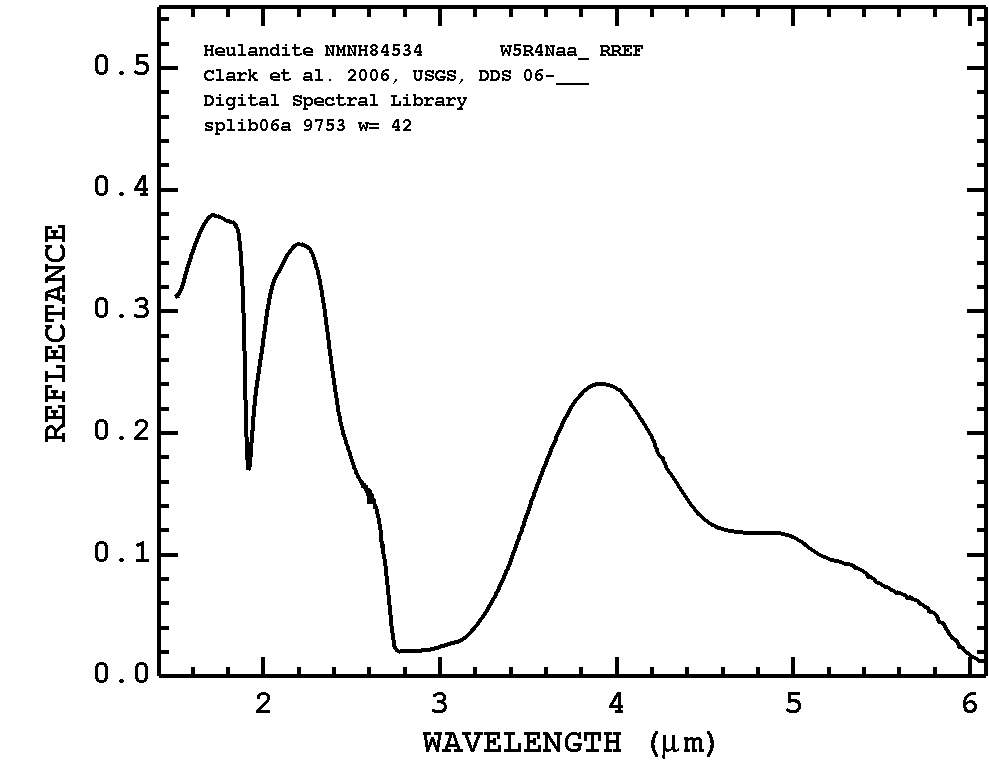 Heulandite NMNH84534 W5R4Naa_ RREF
Clark et al. 2006, USGS, DDS 06-___
Digital Spectral Library
splib06a 9753 w= 42
0.5
0.4
0.3
0.2
0.1
0.0
REFLECTANCE
2 3 4 5 6
WAVELENGTH (μm)